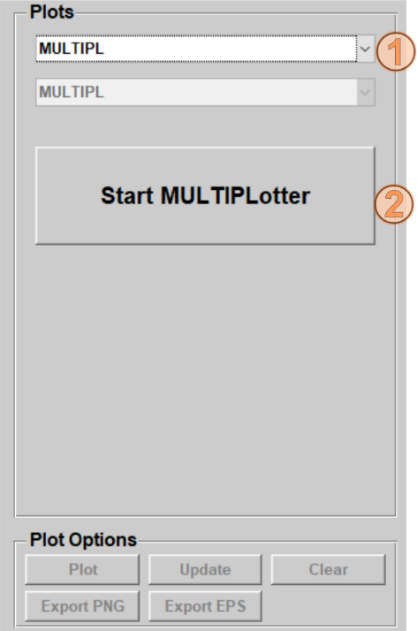 Plots
MULTIPL 1
MULTIPL
Start MULTIPLotter 2
Plot Options
Plot Update Clear
Export PNG Export EPS